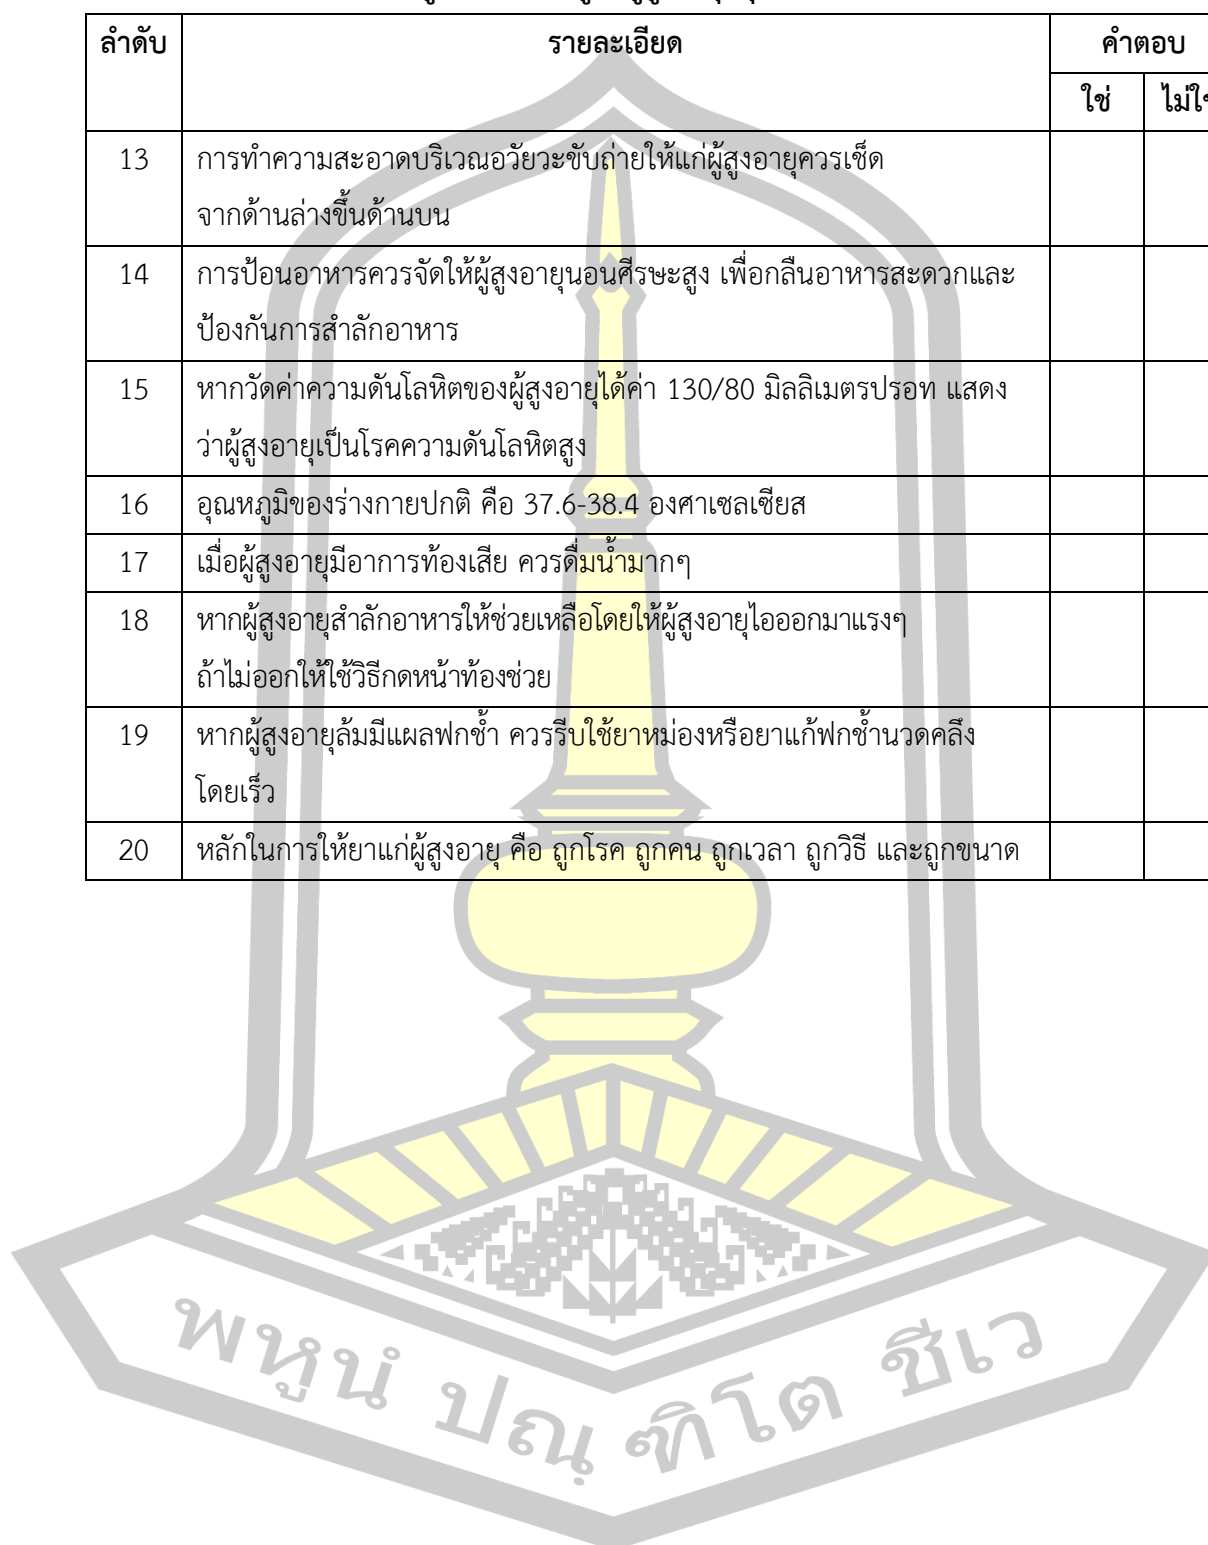 ลำดับ รายละเอียด คำตอบ
ใช่
13 การทำความสะอาดบริเวณอวัยวะขับถ่ายให้แก่ผู้สูงอายุควรเช็ด
จากด้านล่างขึ้นด้านบน
14 การป้อนอาหารควรจัดให้ผู้สูงอายุนอนศีรษะสูง เพื่อกลืนอาหารสะดวกและ
ป้องกันการสำลักอาหาร
15 หากวัดค่าความดันโลหิตของผู้สูงอายุได้ค่า 130/80 มิลลิเมตรปรอท แสดง
ว่าผู้สูงอายุเป็นโรคความดันโลหิตสูง
16 อุณหภูมิของร่างกายปกติ คือ 37.6-38.4 องศาเซลเซียส
17 เมื่อผู้สูงอายุมีอาการท้องเสีย ควรดื่มน้ำมากๆ
18 หากผู้สูงอายุสำลักอาหารให้ช่วยเหลือโดยให้ผู้สูงอายุไอออกมาแรงๆ
ถ้าไม่ออกให้ใช้วิธีกดหน้าท้องช่วย
19 หากผู้สูงอายุล้มมีแผลฟกช้ำ ควรรีบใช้ยาหม่องหรือยาแก้ฟกช้ำนวดคลึง
โดยเร็ว
20 หลักในการให้ยาแก่ผู้สูงอายุ คือ ถูกโรค ถูกคน ถูกเวลา ถูกวิธี และถูกขนาด
พหูนํ ปณฺฑิโต ชีเว